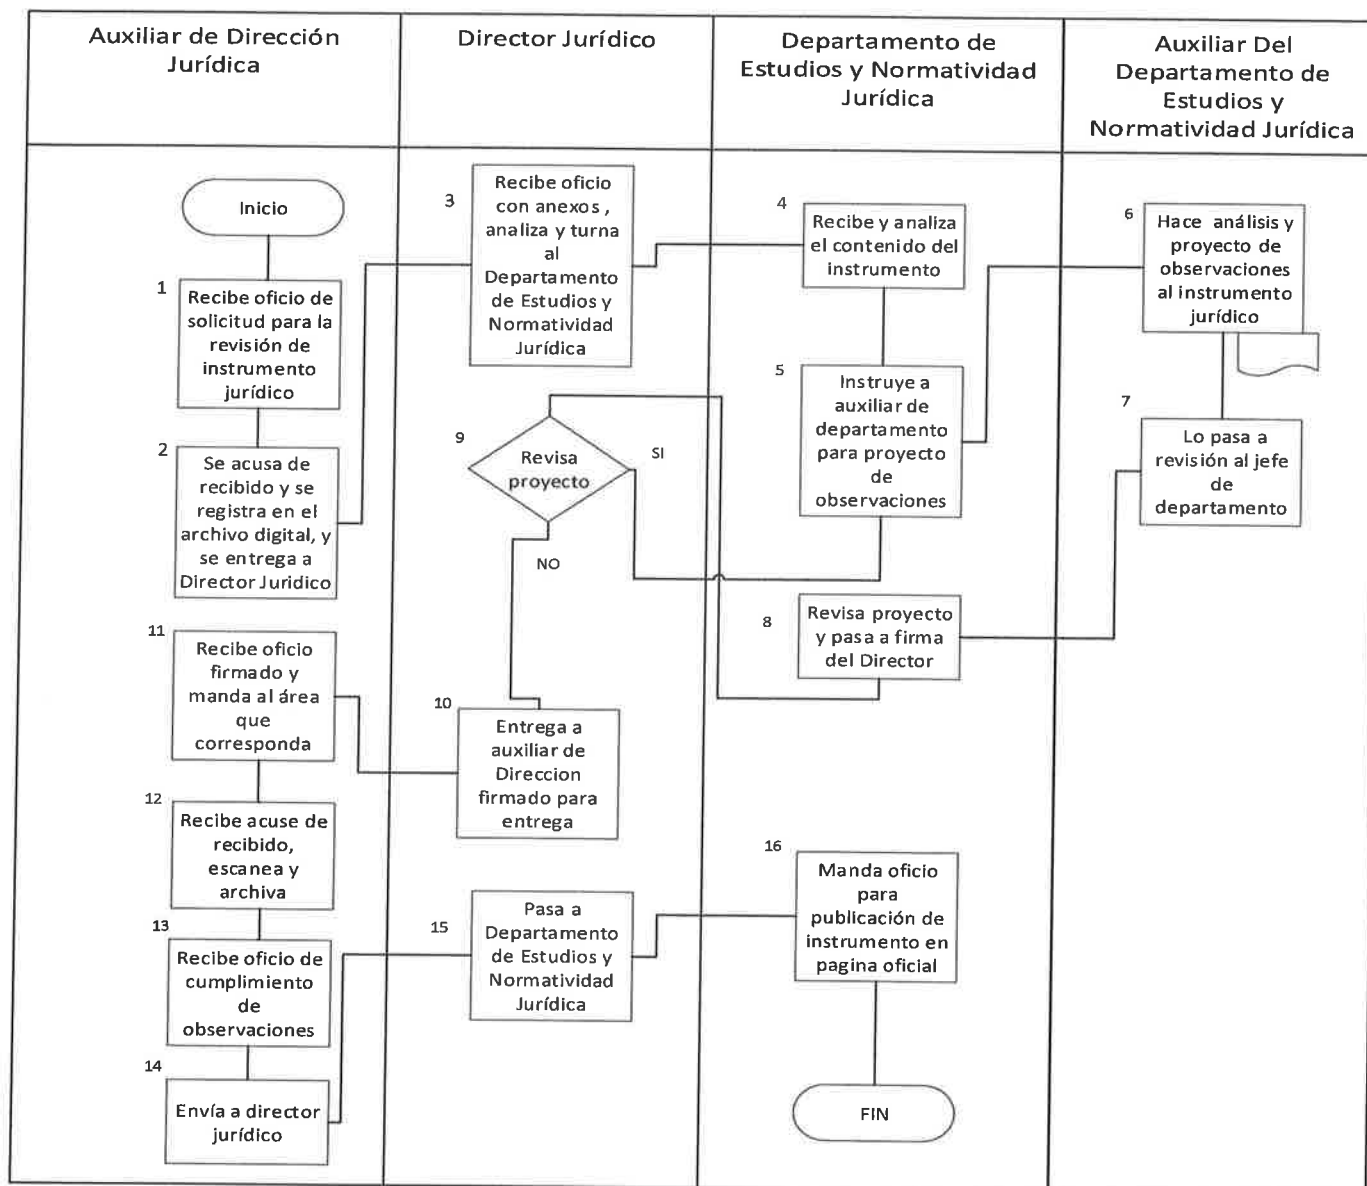 Auxiliar de Dirección
Jurídica
Director Jurídico
Departamento de
Estudios y Normatividad
Jurídica
Auxiliar Del
Departamento de
Estudios y
Normatividad Jurídica
Inicio
1
Recibe oficio de
solicitud para la
revisión de
instrumento
jurídico
2
Se acusa de
recibido y se
registra en el
archivo digital, y
se entrega a
Director Juridico
3
Recibe oficio
con anexos ,
analiza y turna
al
Departamento
de Estudios y
Normatividad
Jurídica
4
Recibe y analiza
el contenido del
instrumento
5
Instruye a
auxiliar de
departamento
para proyecto
de
observaciones
6
Hace análisis y
proyecto de
observaciones
al instrumento
jurídico
7
Lo pasa a
revisión al jefe
de
departamento
8
Revisa proyecto
y pasa a firma
del Director
9
Revisa
proyecto
SI
NO
10
Entrega a
auxiliar de
Direccion
firmado para
entrega
11
Recibe oficio
firmado y
manda al área
que
corresponda
12
Recibe acuse de
recibido,
escanea y
archiva
13
Recibe oficio de
cumplimiento
de
observaciones
14
Envía a director
jurídico
15
Pasa a
Departamento
de Estudios y
Normatividad
Jurídica
16
Manda oficio
para
publicación de
instrumento en
pagina oficial
FIN